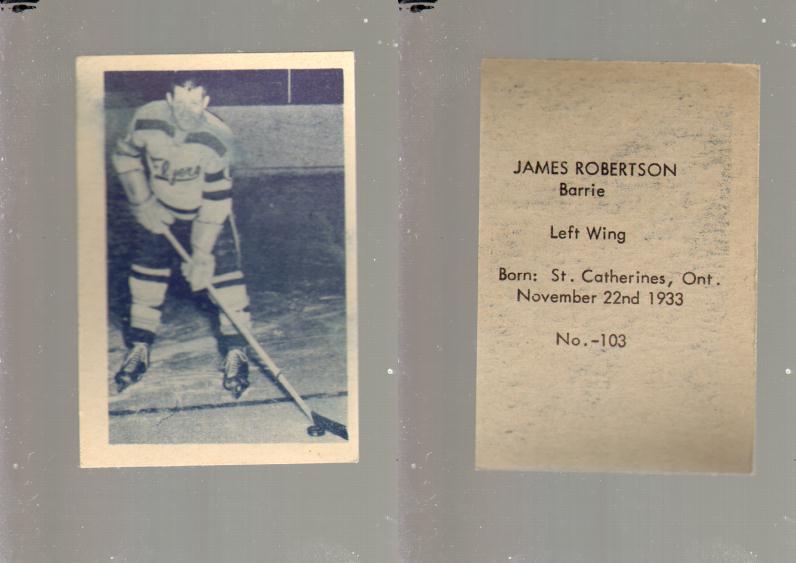 Flyers
JAMES ROBERTSON
Barrie
Left Wing
Born: St. Catherines, Ont.
November 22nd 1933
No.-103